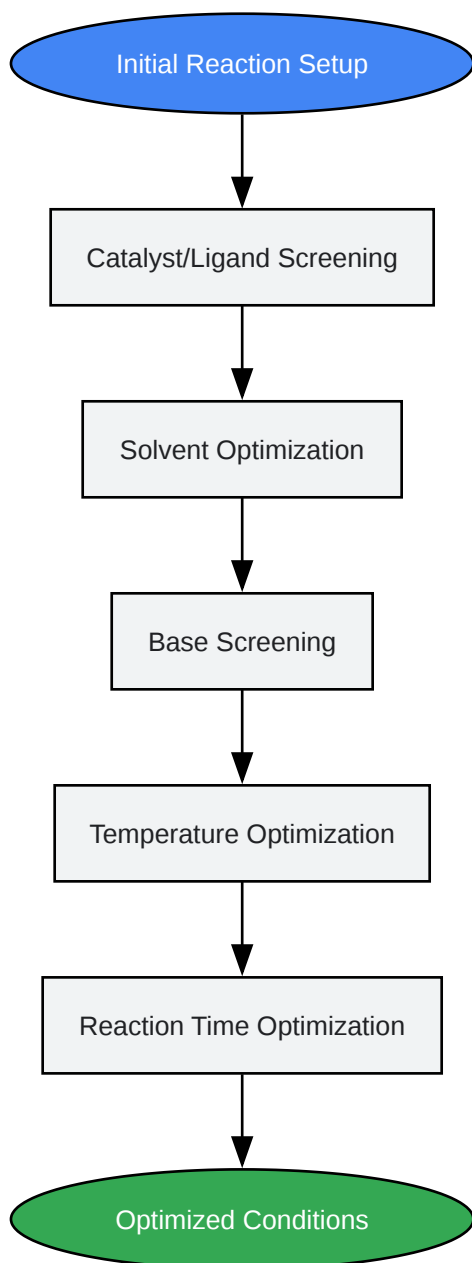 Initial Reaction Setup
Catalyst/Ligand Screening
Solvent Optimization
Base Screening
Temperature Optimization
Reaction Time Optimization
Optimized Conditions